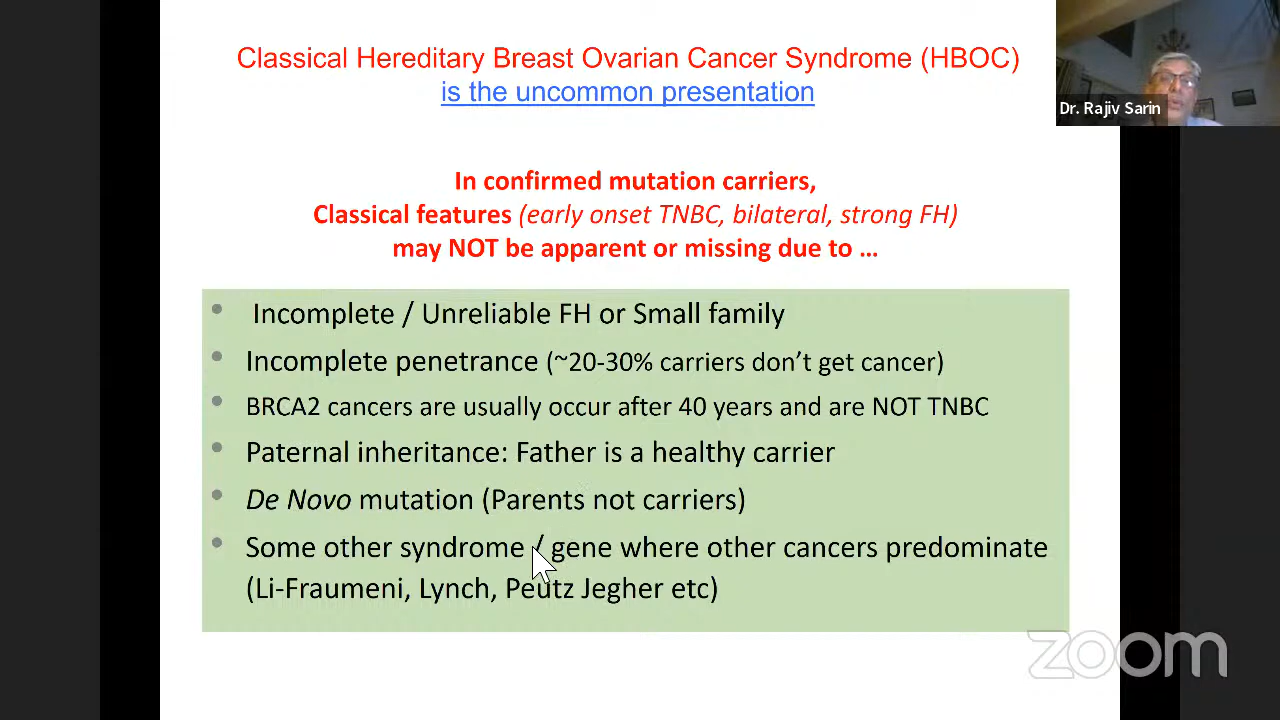 Classical Hereditary Breast Ovarian Cancer Syndrome (HBOC)
is the uncommon presentation
Dr. Rajiv Sarin
In confirmed mutation carriers,
Classical features (early onset TNBC, bilateral, strong FH)
may NOT be apparent or missing due to ...
• Incomplete / Unreliable FH or Small family
• Incomplete penetrance (~20-30% carriers don't get cancer)
• BRCA2 cancers are usually occur after 40 years and are NOT TNBC
• Paternal inheritance: Father is a healthy carrier
• De Novo mutation (Parents not carriers)
• Some other syndrome / gene where other cancers predominate
(Li-Fraumeni, Lynch, Peutz Jegher etc)
zoom